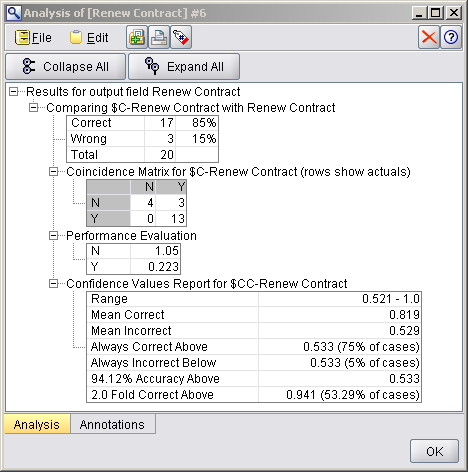 Analysis of [Renew Contract] #6
File Edit
Collapse All Expand All
Results for output field Renew Contract
Comparing $C-Renew Contract with Renew Contract
Correct 17 85%
Wrong 3 15%
Total 20
Coincidence Matrix for $C-Renew Contract (rows show actuals)
N Y
N 4 3
Y 0 13
Performance Evaluation
N 1.05
Y 0.223
Confidence Values Report for $CC-Renew Contract
Range 0.521 - 1.0
Mean Correct 0.819
Mean Incorrect 0.529
Always Correct Above 0.533 (75% of cases)
Always Incorrect Below 0.533 (5% of cases)
94.12% Accuracy Above 0.533
2.0 Fold Correct Above 0.941 (53.29% of cases)
Analysis Annotations
OK